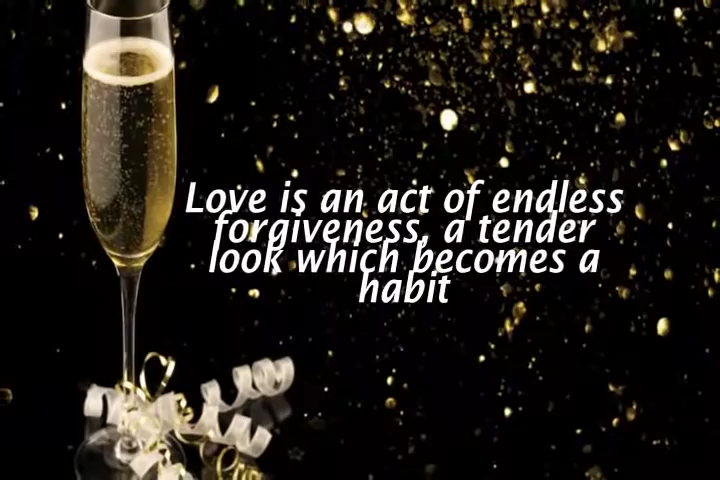 Love is an act of endless
forgiveness, a tender
look which becomes a
habit